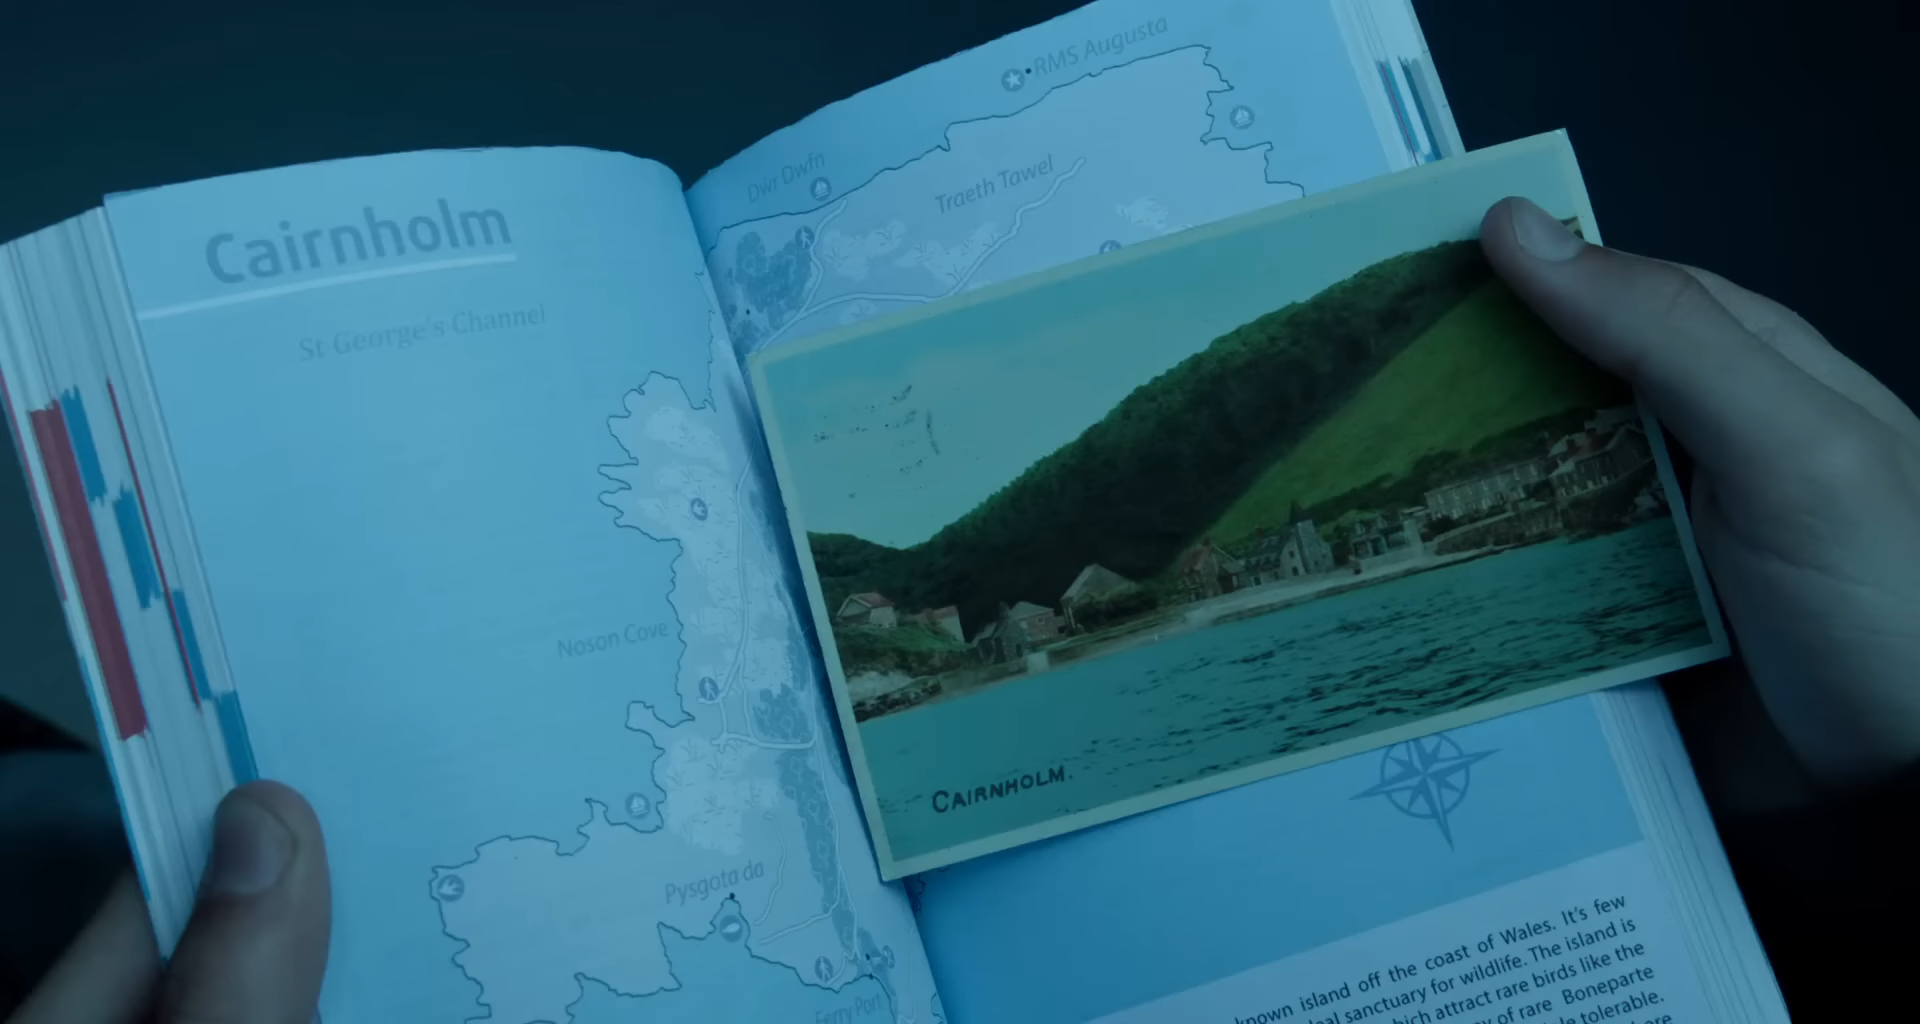 Cairnholm
St George's Channel
Noson Cove
Pysgota da
Ferry Port
RMS Augusta
Dŵr Dwfn
Traeth Tawel
CAIRNHOLM.
known island off the coast of Wales. It's few
sanctuary for wildlife. The island is
which attract rare birds like the
of rare Boneparte
tolerable.